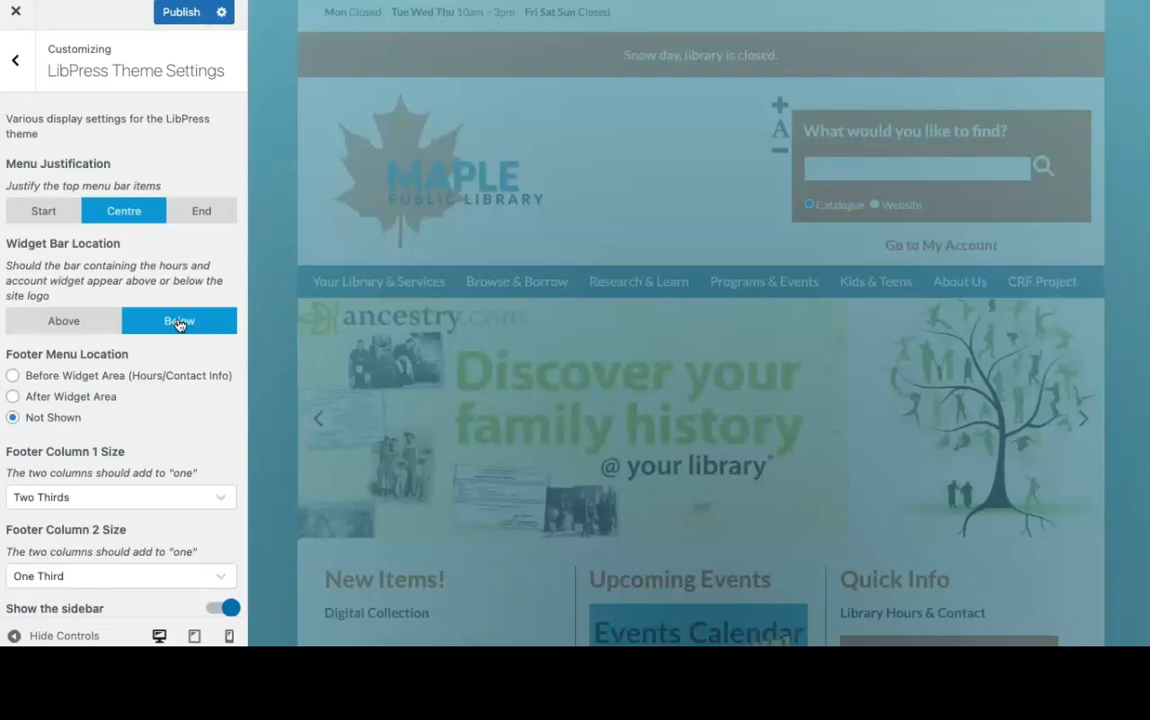 Publish
Customizing
LibPress Theme Settings
Various display settings for the LibPress
theme
Menu Justification
Justify the top menu bar items
Start Centre End
Widget Bar Location
Should the bar containing the hours and
account widget appear above or below the
site logo
Above Below
Footer Menu Location
Before Widget Area (Hours/Contact Info)
After Widget Area
Not Shown
Footer Column 1 Size
The two columns should add to "one"
Two Thirds
Footer Column 2 Size
The two columns should add to "one"
One Third
Show the sidebar
Hide Controls
Mon Closed Tue Wed Thu 10am – 3pm Fri Sat Sun Closed
Snow day, library is closed.
MAPLE
PUBLIC LIBRARY
A
What would you like to find?
Catalogue Website
Go to My Account
Your Library & Services Browse & Borrow Research & Learn Programs & Events Kids & Teens About Us CRF Project
ancestry.com
Discover your
family history
@ your library
New Items!
Digital Collection
Upcoming Events
Events Calendar
Quick Info
Library Hours & Contact